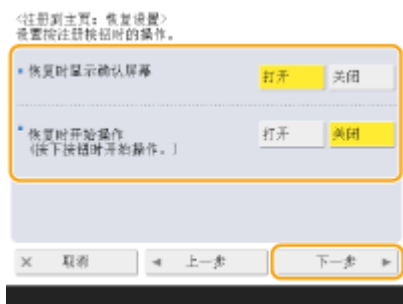 <注册到主页：恢复设置>
设置按注册按钮时的操作。
恢复时显示确认屏幕
打开
关闭
恢复时开始操作
打开
关闭
(按下按钮时开始操作。)
× 取消
◄ 上一步
下一步 ►